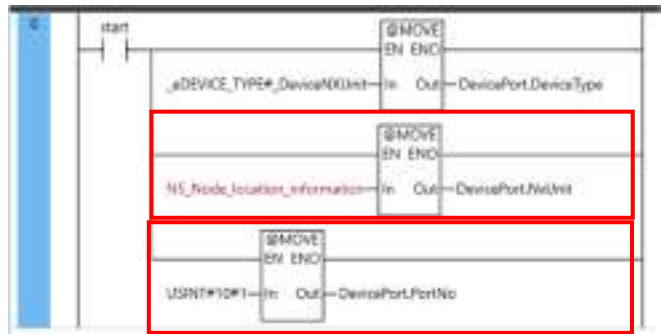 0
start
@MOVE
EN ENO
_eDEVICE_TYPE#_DeviceNXUnit In Out DevicePort.DeviceType
@MOVE
EN ENO
N5_Node_location_information In Out DevicePort.NxUnit
@MOVE
EN ENO
USINT#10#1 In Out DevicePort.PortNo